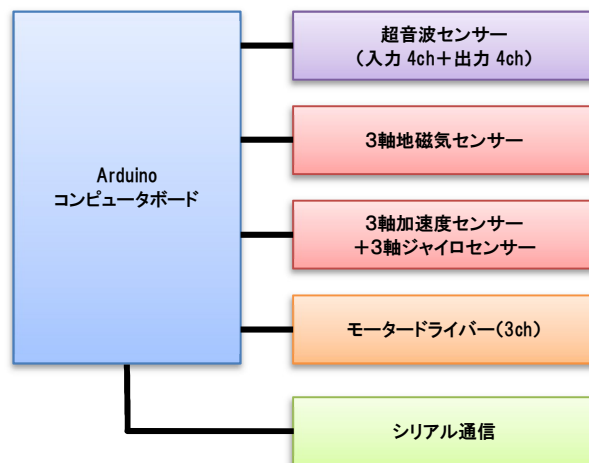 Arduino
コンピュータボード
超音波センサー
（入力 4ch＋出力 4ch）
３軸地磁気センサー
３軸加速度センサー
＋３軸ジャイロセンサー
モータードライバー（3ch）
シリアル通信